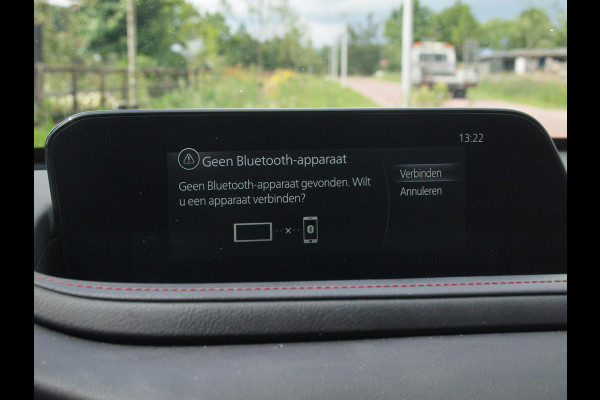 13:22
Geen Bluetooth-apparaat
Geen Bluetooth-apparaat gevonden. Wilt
u een apparaat verbinden?
Verbinden
Annuleren